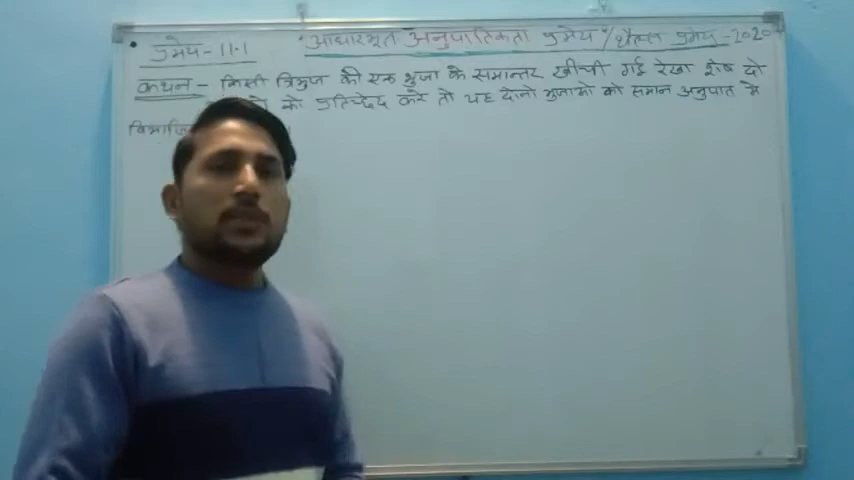 प्रमेय-11.1 "आधारभूत अनुपातिकता प्रमेय"/थैल्स प्रमेय-2020
कथन - किसी त्रिभुज की एक भुजा के समान्तर खींची गई रेखा शेष दो
को प्रतिच्छेद करे तो यह दोनो भुजाओ को समान अनुपात मे